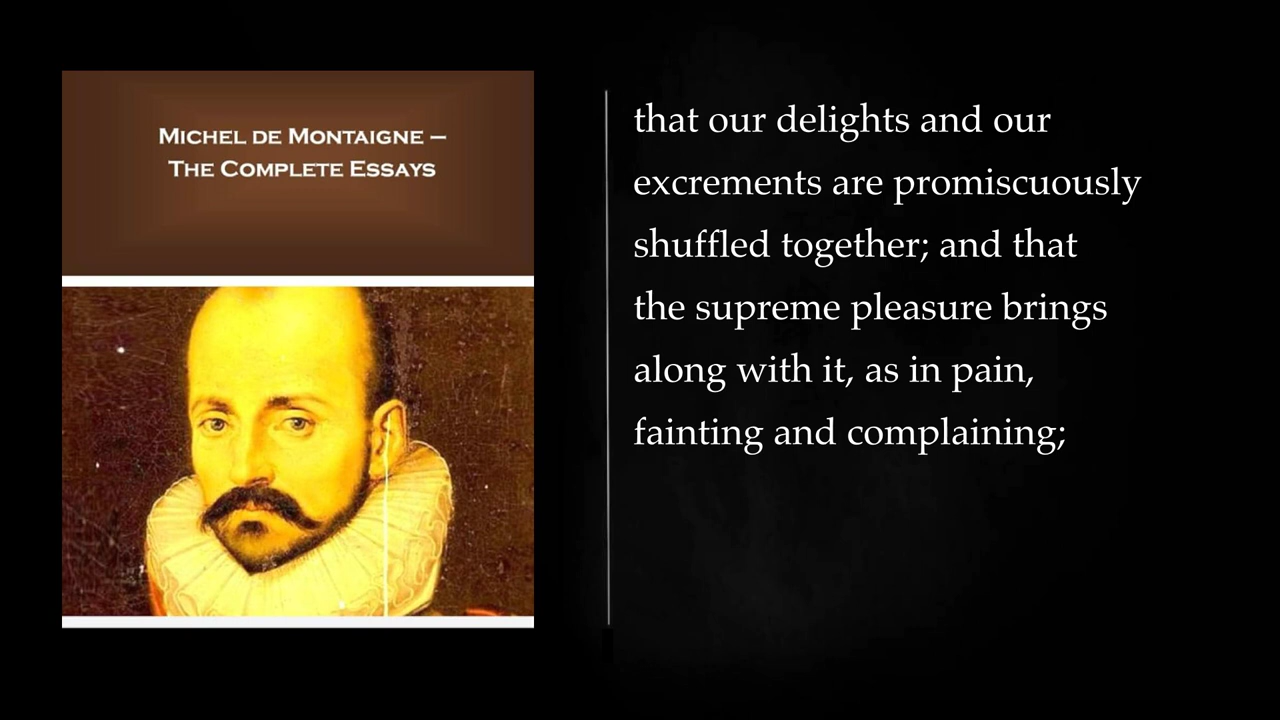 MICHEL DE MONTAIGNE –
THE COMPLETE ESSAYS
that our delights and our
excrements are promiscuously
shuffled together; and that
the supreme pleasure brings
along with it, as in pain,
fainting and complaining;